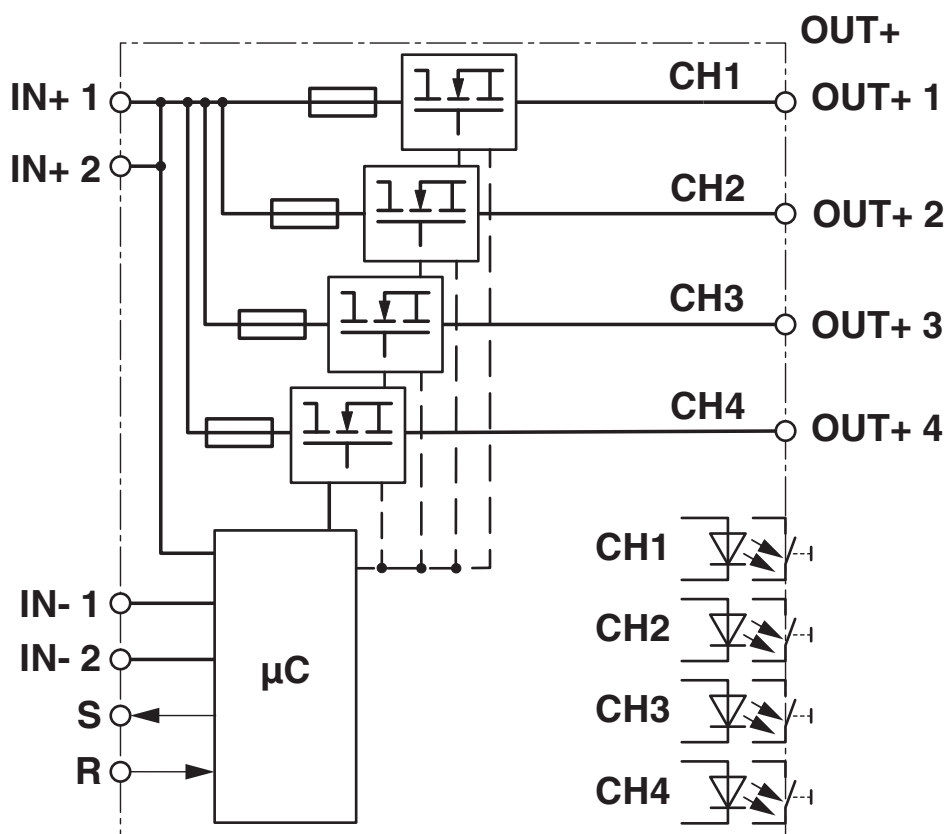 OUT+
IN+ 1
CH1
OUT+ 1
IN+ 2
CH2
OUT+ 2
CH3
OUT+ 3
CH4
OUT+ 4
CH1
IN- 1
CH2
IN- 2
µC
S
CH3
R
CH4